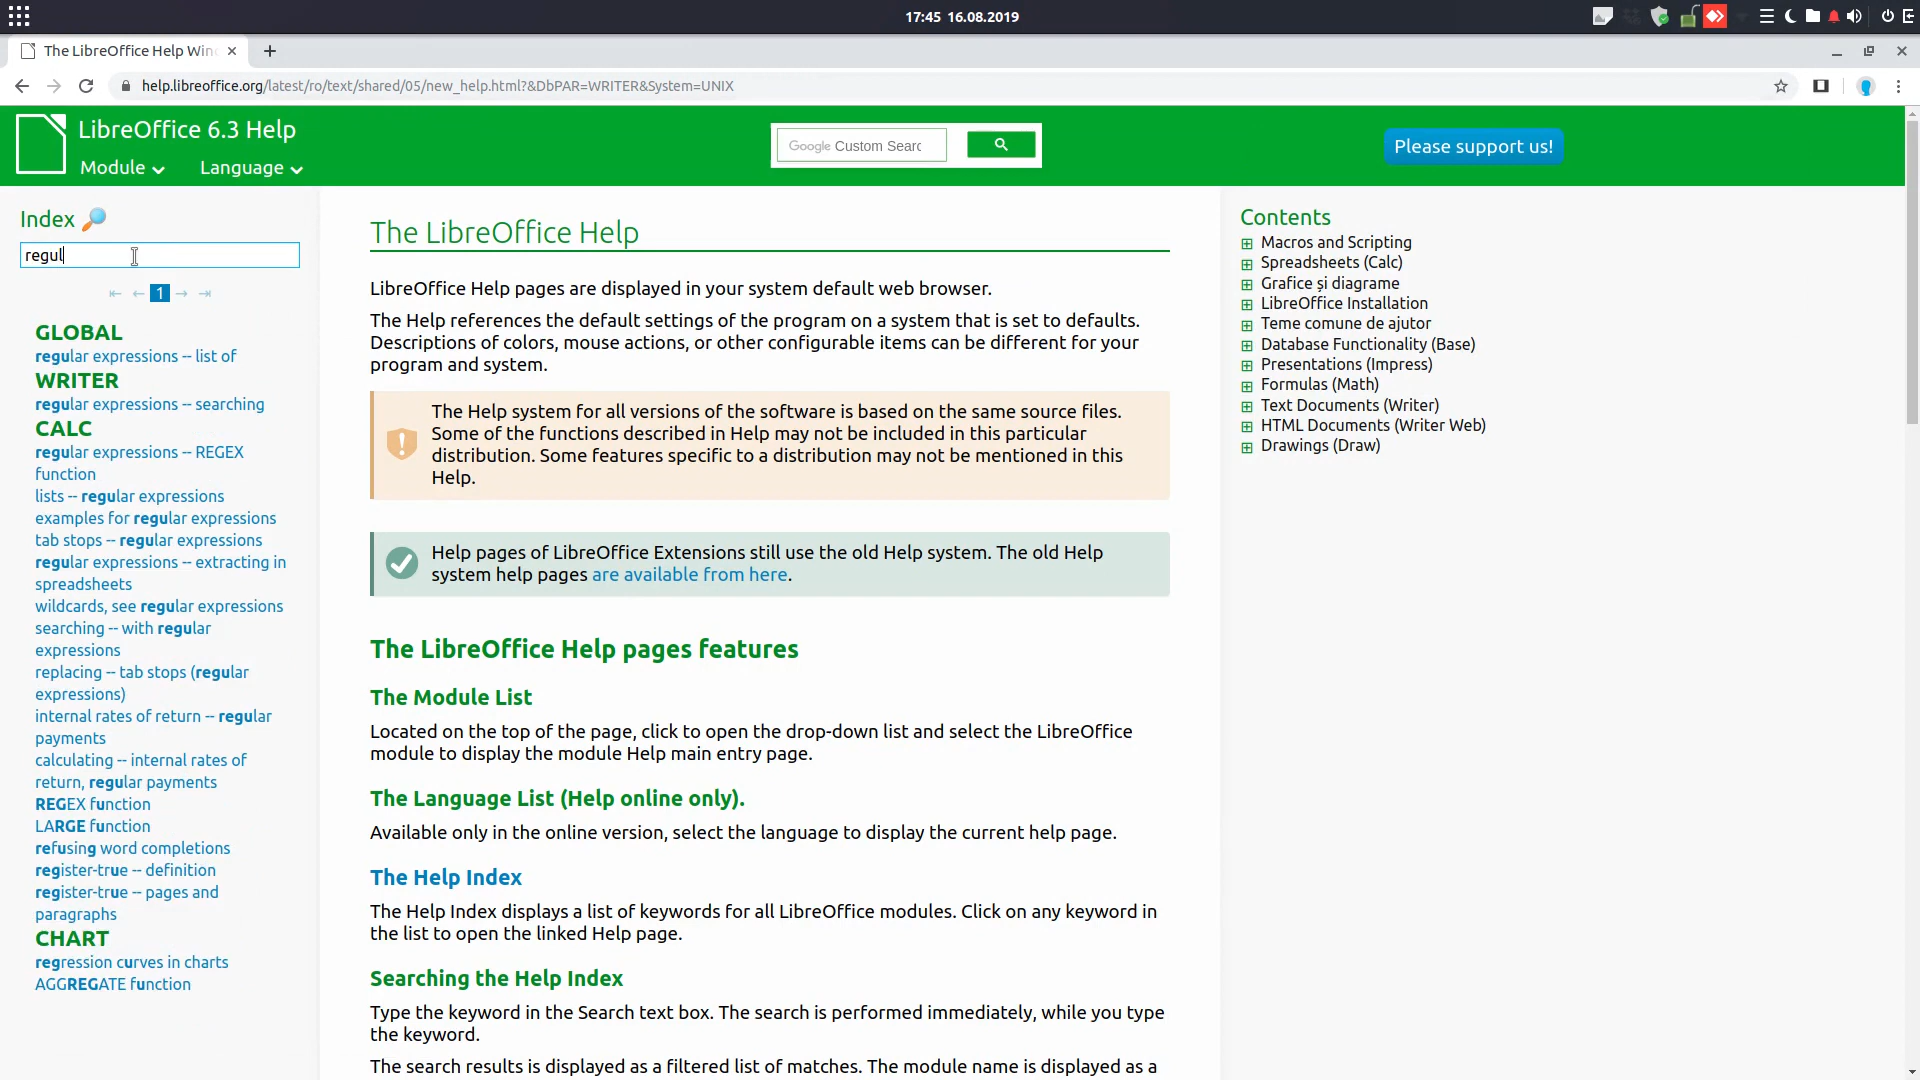 17:45 16.08.2019
The LibreOffice Help Win
help.libreoffice.org/latest/ro/text/shared/05/new_help.html?&DbPAR=WRITER&System=UNIX
LibreOffice 6.3 Help
Module
Language
Google Custom Searc
Please support us!
Index
regul
1
GLOBAL
regular expressions -- list of
WRITER
regular expressions -- searching
CALC
regular expressions -- REGEX
function
lists -- regular expressions
examples for regular expressions
tab stops -- regular expressions
regular expressions -- extracting in
spreadsheets
wildcards, see regular expressions
searching -- with regular
expressions
replacing -- tab stops (regular
expressions)
internal rates of return -- regular
payments
calculating -- internal rates of
return, regular payments
REGEX function
LARGE function
refusing word completions
register-true -- definition
register-true -- pages and
paragraphs
CHART
regression curves in charts
AGGREGATE function
The LibreOffice Help
LibreOffice Help pages are displayed in your system default web browser.
The Help references the default settings of the program on a system that is set to defaults.
Descriptions of colors, mouse actions, or other configurable items can be different for your
program and system.
The Help system for all versions of the software is based on the same source files.
Some of the functions described in Help may not be included in this particular
distribution. Some features specific to a distribution may not be mentioned in this
Help.
Help pages of LibreOffice Extensions still use the old Help system. The old Help
system help pages are available from here.
The LibreOffice Help pages features
The Module List
Located on the top of the page, click to open the drop-down list and select the LibreOffice
module to display the module Help main entry page.
The Language List (Help online only).
Available only in the online version, select the language to display the current help page.
The Help Index
The Help Index displays a list of keywords for all LibreOffice modules. Click on any keyword in
the list to open the linked Help page.
Searching the Help Index
Type the keyword in the Search text box. The search is performed immediately, while you type
the keyword.
The search results is displayed as a filtered list of matches. The module name is displayed as a
Contents
Macros and Scripting
Spreadsheets (Calc)
Grafice și diagrame
LibreOffice Installation
Teme comune de ajutor
Database Functionality (Base)
Presentations (Impress)
Formulas (Math)
Text Documents (Writer)
HTML Documents (Writer Web)
Drawings (Draw)